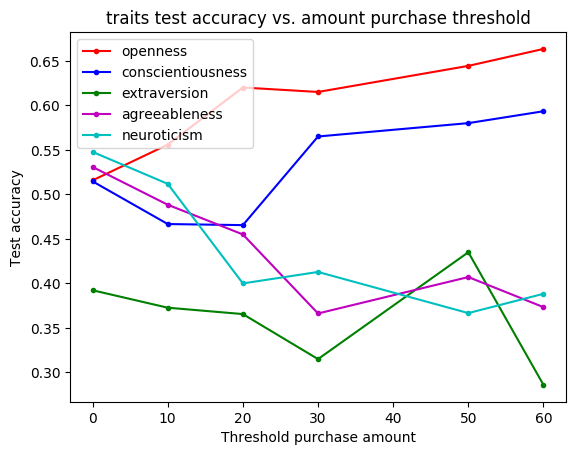 traits test accuracy vs. amount purchase threshold
openness
conscientiousness
extraversion
agreeableness
neuroticism
Test accuracy
0.65
0.60
0.55
0.50
0.45
0.40
0.35
0.30
0 10 20 30 40 50 60
Threshold purchase amount